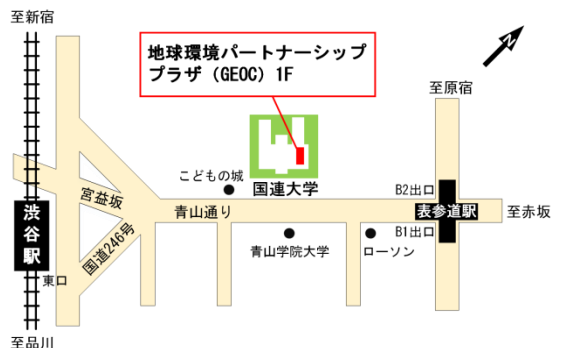 至新宿
地球環境パートナーシップ
プラザ（GEOC）1F
N
至原宿
こどもの城
国連大学
B2出口
宮益坂
青山通り
表参道駅
至赤坂
渋谷駅
国道246号
B1出口
青山学院大学
ローソン
東口
至品川